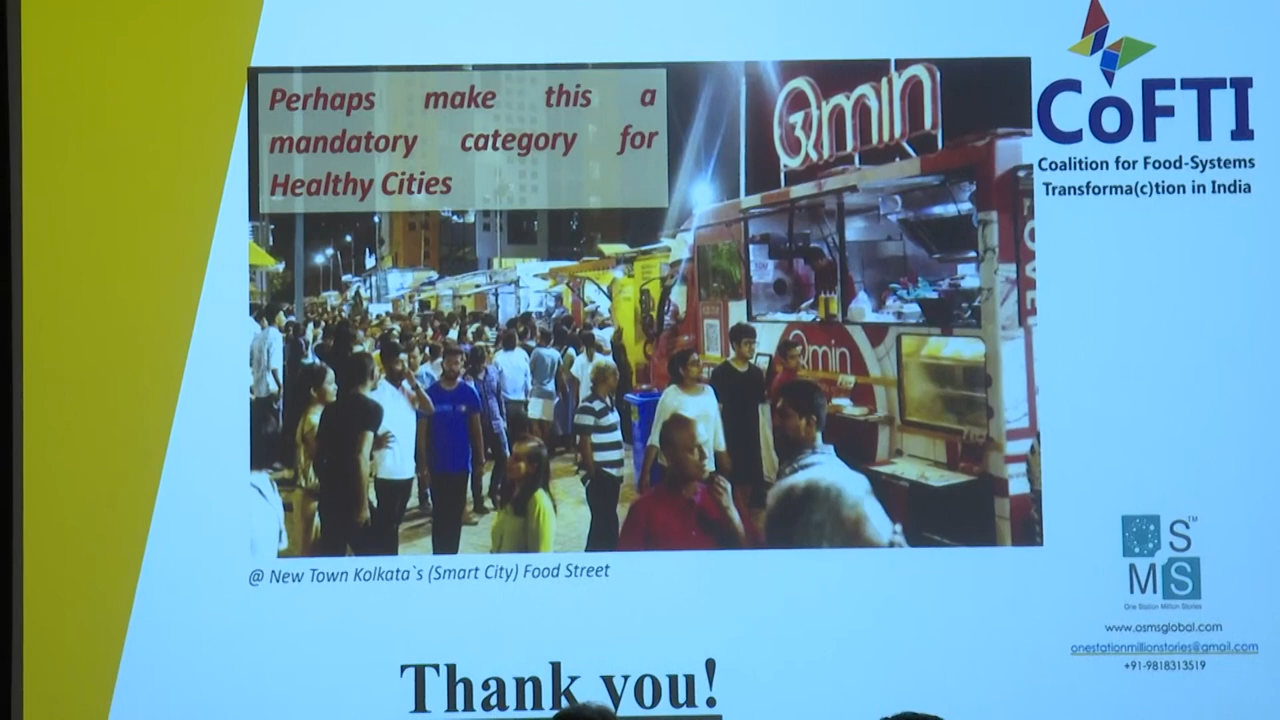 Perhaps make this a
mandatory category for
Healthy Cities
CoFTI
Coalition for Food-Systems
Transforma(c)tion in India
@ New Town Kolkata`s (Smart City) Food Street
Thank you!
OSMS™
One Station Million Stories
www.osmsglobal.com
onestationmillionstories@gmail.com
+91-9818313519